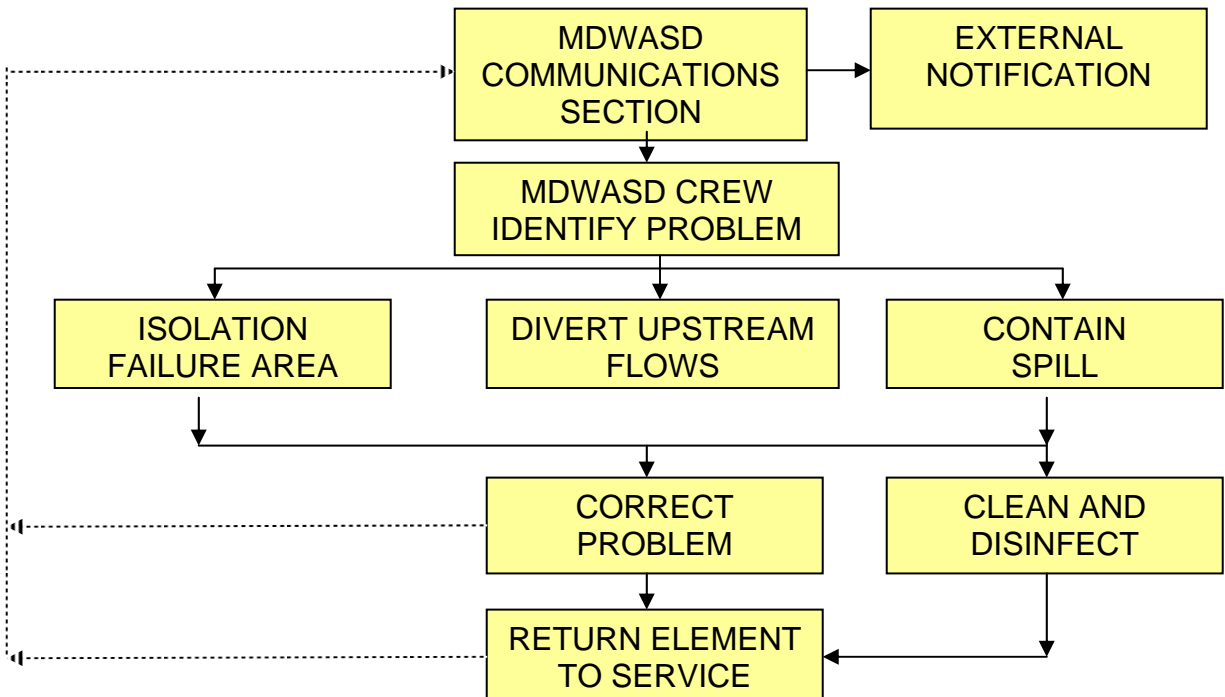 MDWASD
COMMUNICATIONS
SECTION
EXTERNAL
NOTIFICATION
MDWASD CREW
IDENTIFY PROBLEM
ISOLATION
FAILURE AREA
DIVERT UPSTREAM
FLOWS
CONTAIN
SPILL
CORRECT
PROBLEM
CLEAN AND
DISINFECT
RETURN ELEMENT
TO SERVICE